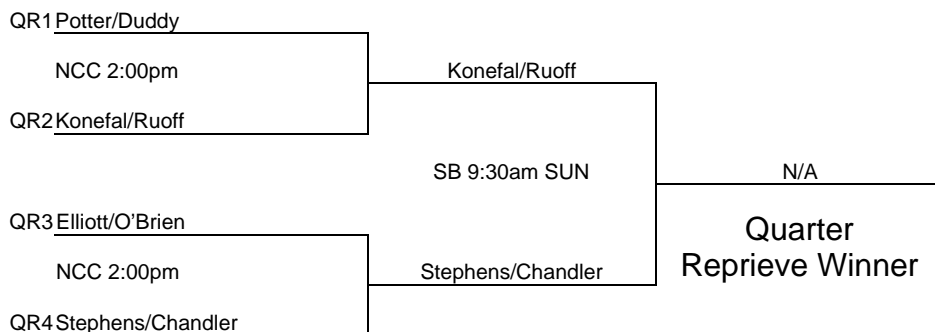 QR1 Potter/Duddy
NCC 2:00pm
Konefal/Ruoff
QR2 Konefal/Ruoff
SB 9:30am SUN
N/A
QR3 Elliott/O’Brien
Quarter
Reprieve Winner
NCC 2:00pm
Stephens/Chandler
QR4 Stephens/Chandler